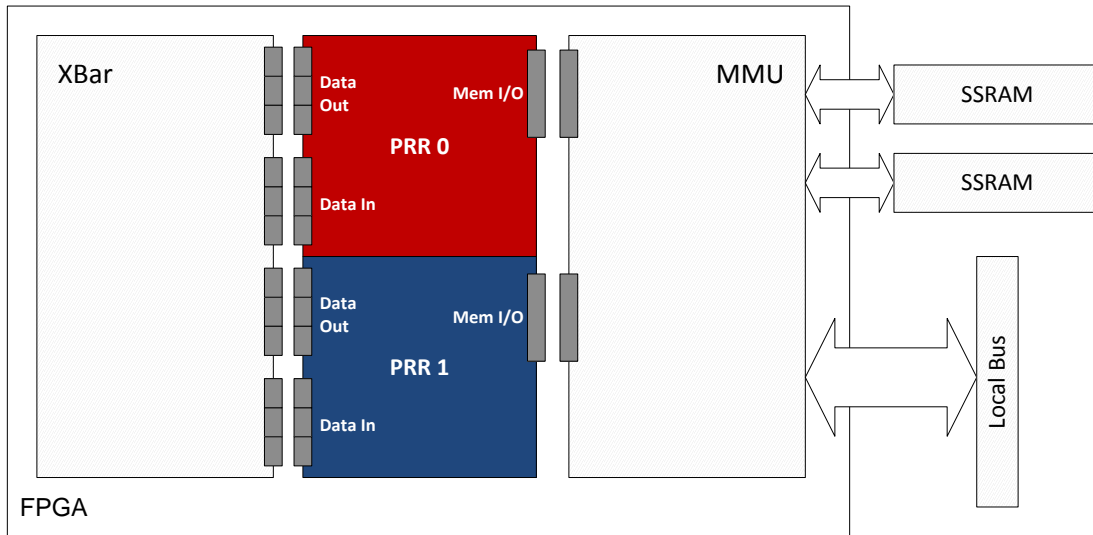 XBar
Data
Out
Mem I/O
PRR 0
Data In
Data
Out
Mem I/O
PRR 1
Data In
MMU
SSRAM
SSRAM
Local Bus
FPGA